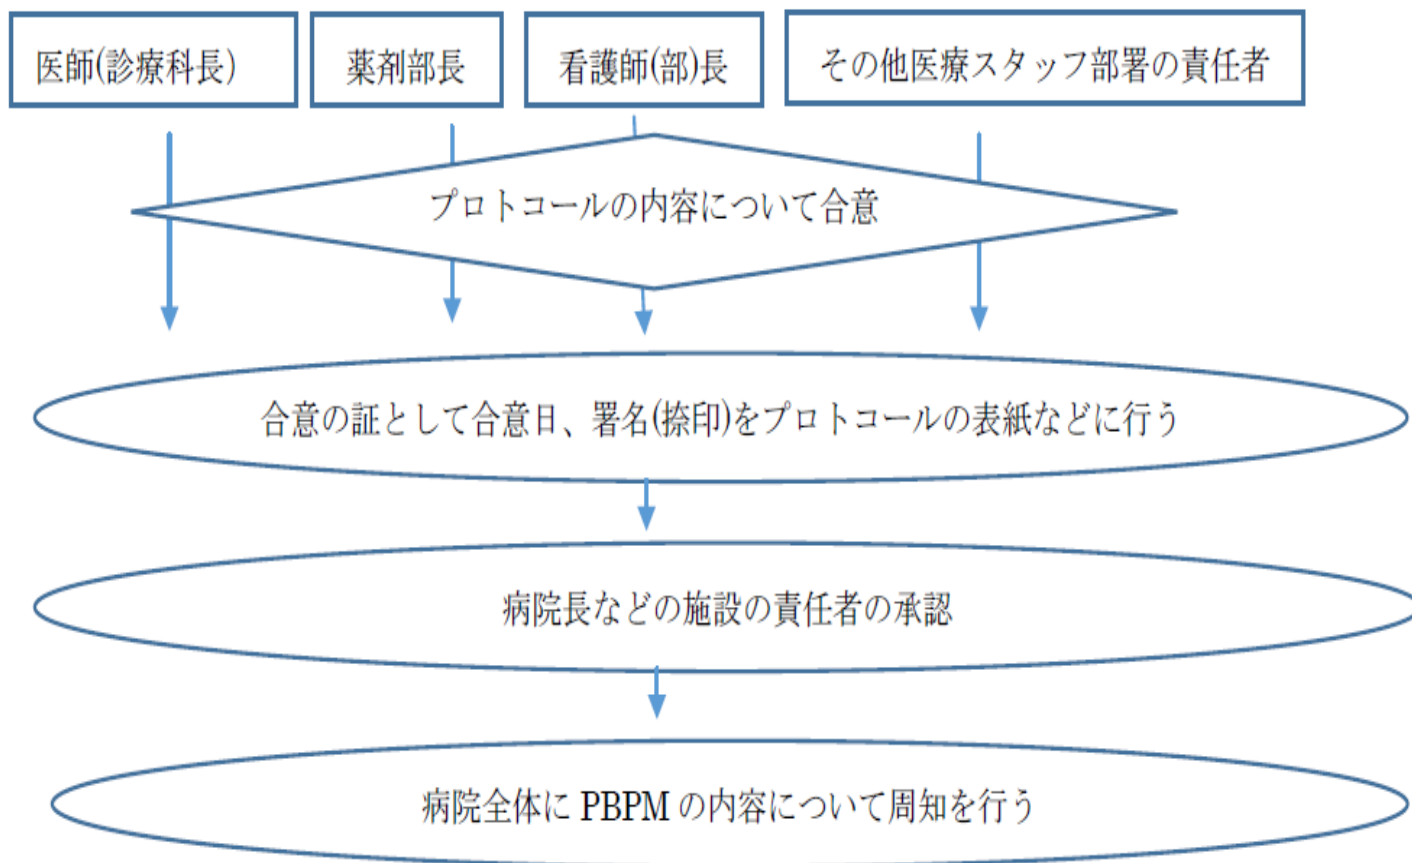 医師(診療科長)
薬剤部長
看護師(部)長
その他医療スタッフ部署の責任者
プロトコールの内容について合意
合意の証として合意日、署名(捺印)をプロトコールの表紙などに行う
病院長などの施設の責任者の承認
病院全体に PBPM の内容について周知を行う